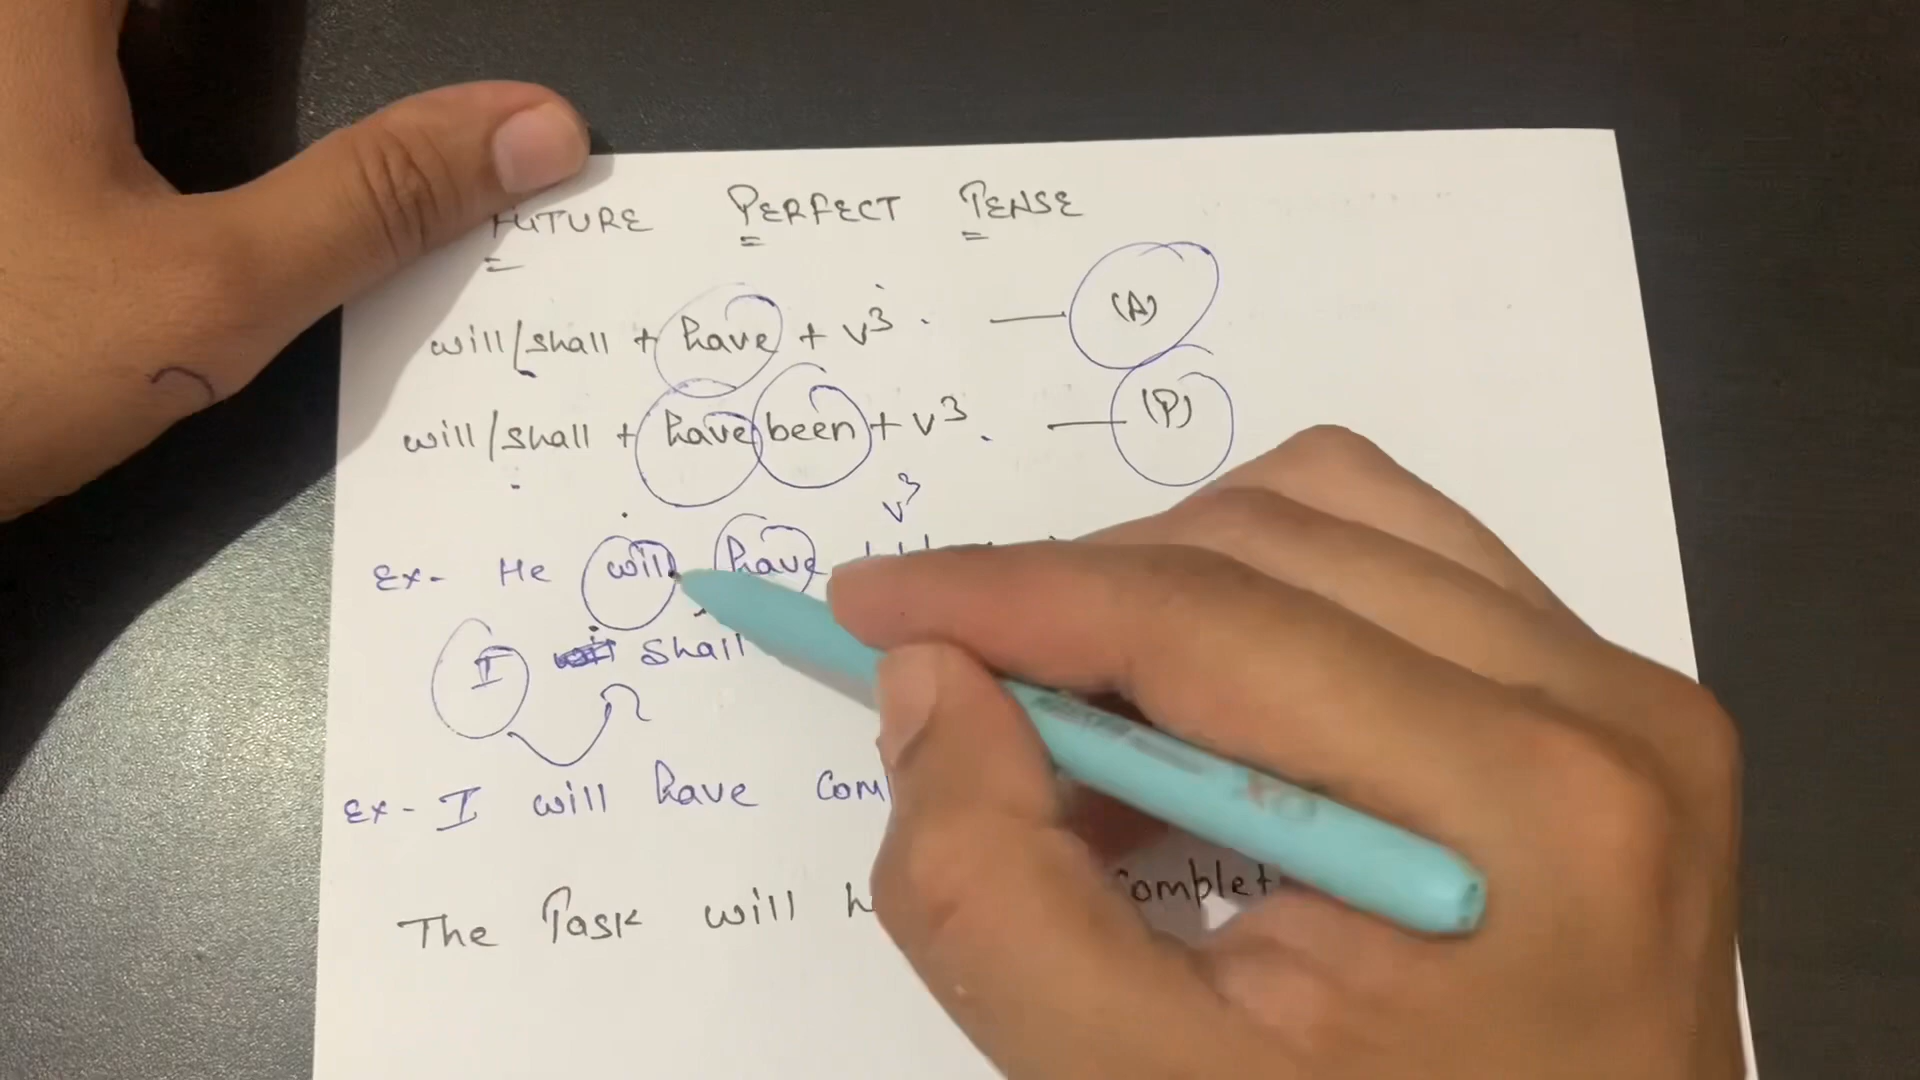 FUTURE PERFECT TENSE
will/shall + have + v³. — (A)
will/shall + have been + v³. — (P)
v³
Ex- He will have
I shall
Ex- I will have com
The Task will h complet